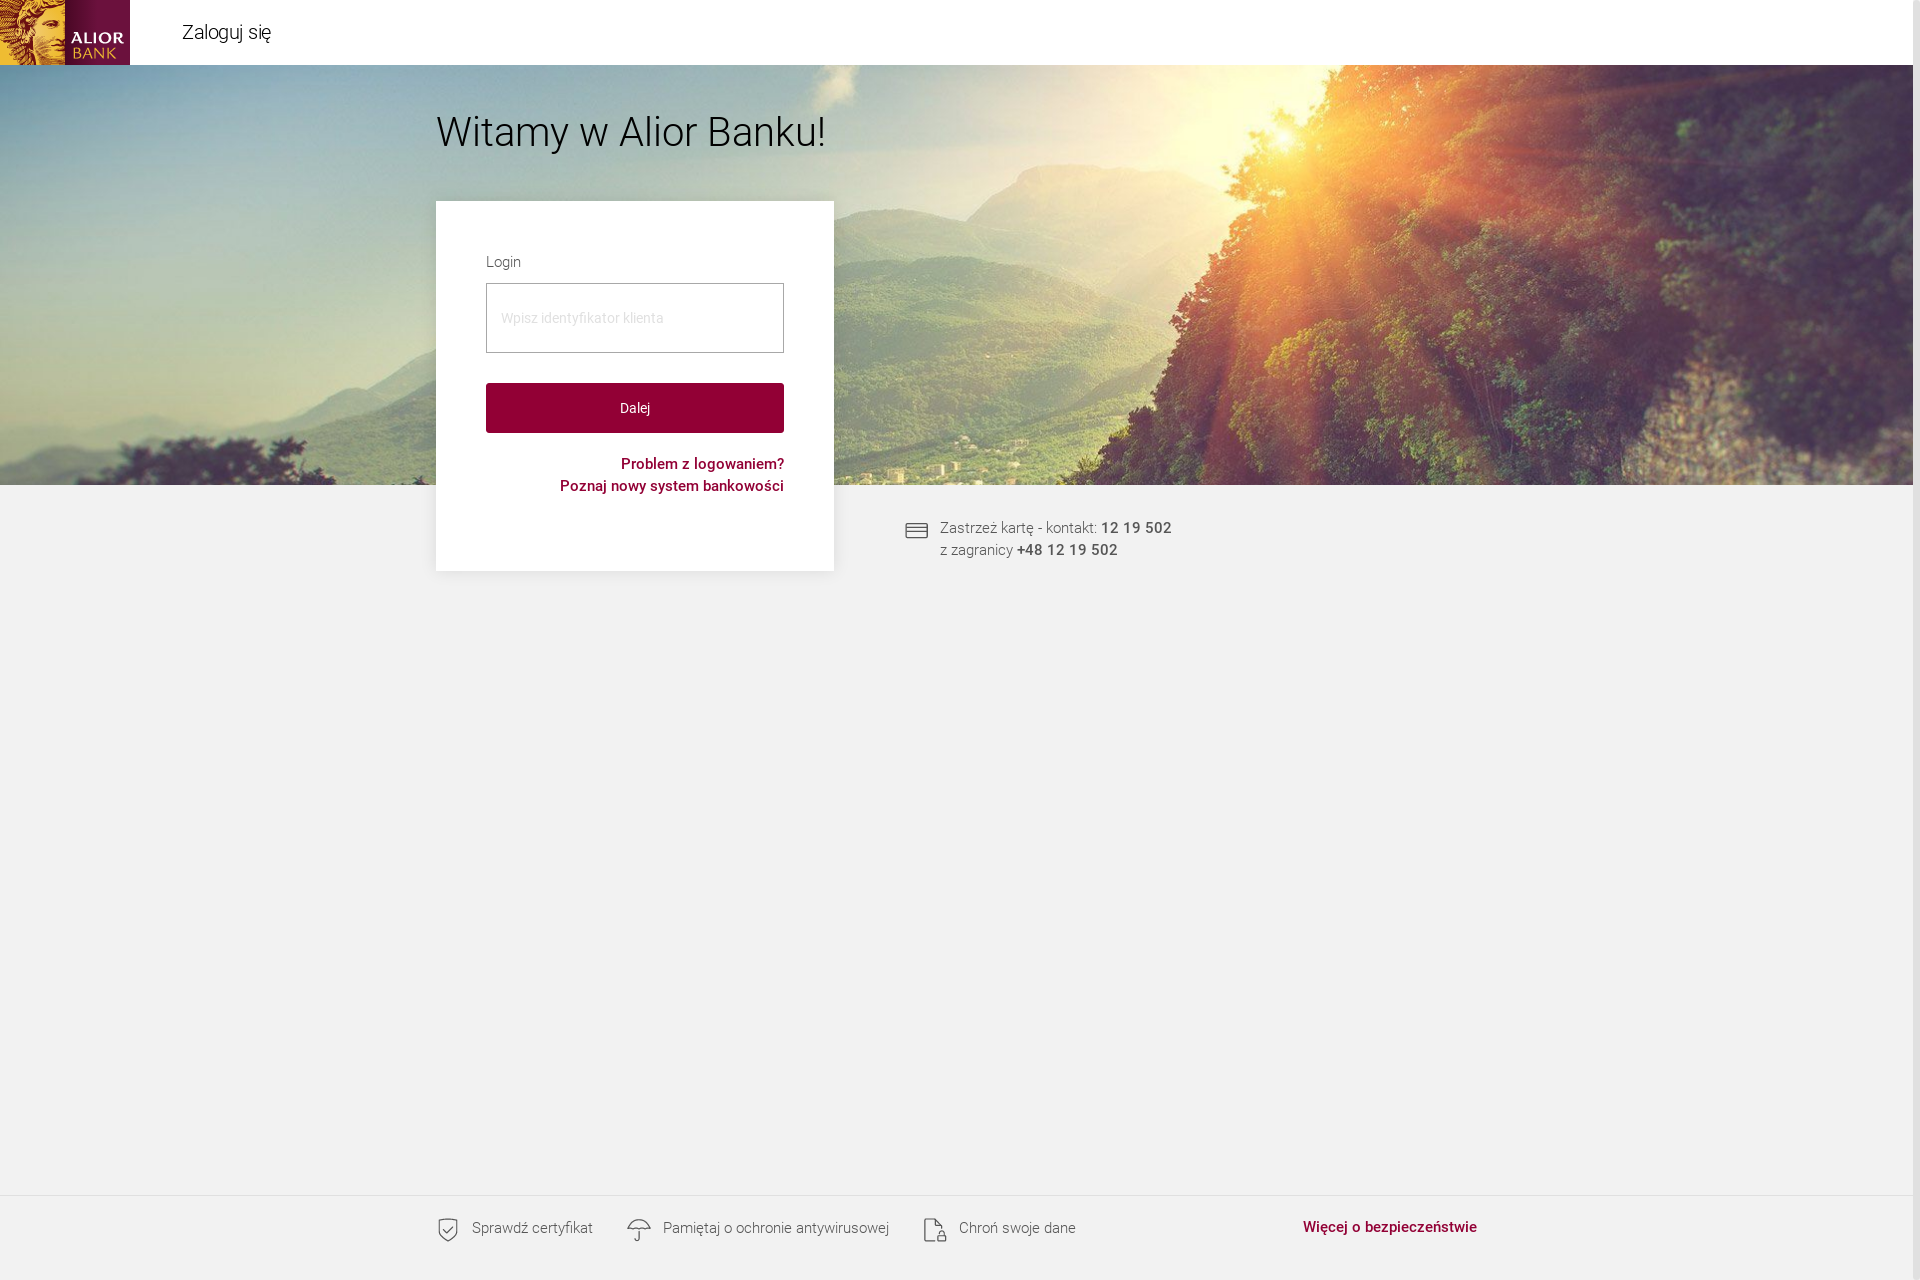 ALIOR
BANK
Zaloguj się
Witamy w Alior Banku!
Login
Wpisz identyfikator klienta
Dalej
Problem z logowaniem?
Poznaj nowy system bankowości
Zastrzeż kartę - kontakt: 12 19 502
z zagranicy +48 12 19 502
Sprawdź certyfikat
Pamiętaj o ochronie antywirusowej
Chroń swoje dane
Więcej o bezpieczeństwie